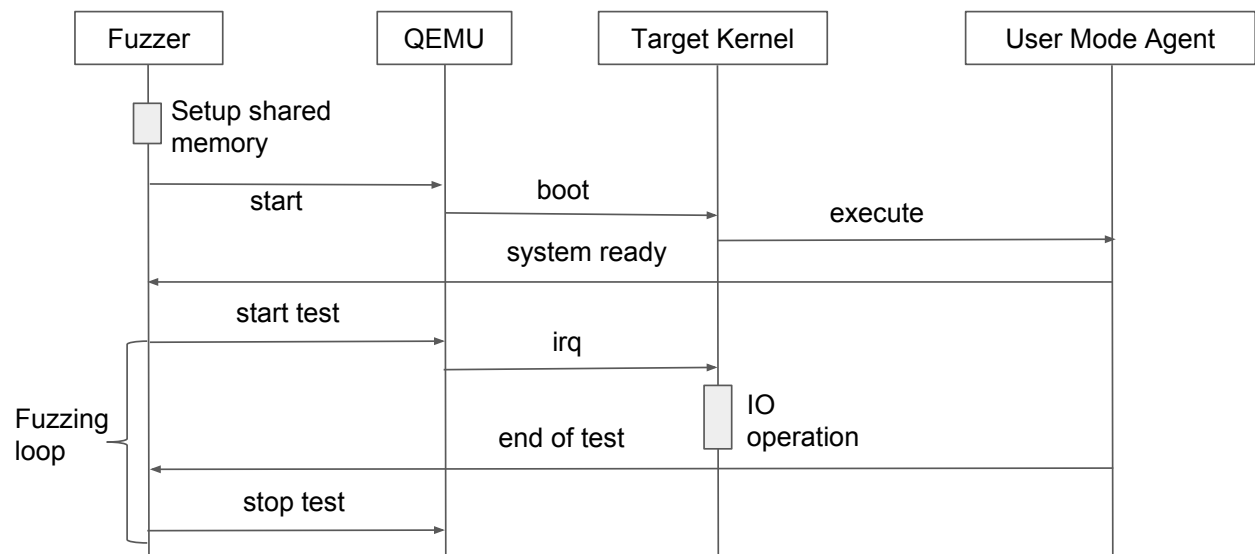 Fuzzer
QEMU
Target Kernel
User Mode Agent
Setup shared
memory
start
boot
execute
system ready
start test
irq
Fuzzing
loop
IO
operation
end of test
stop test